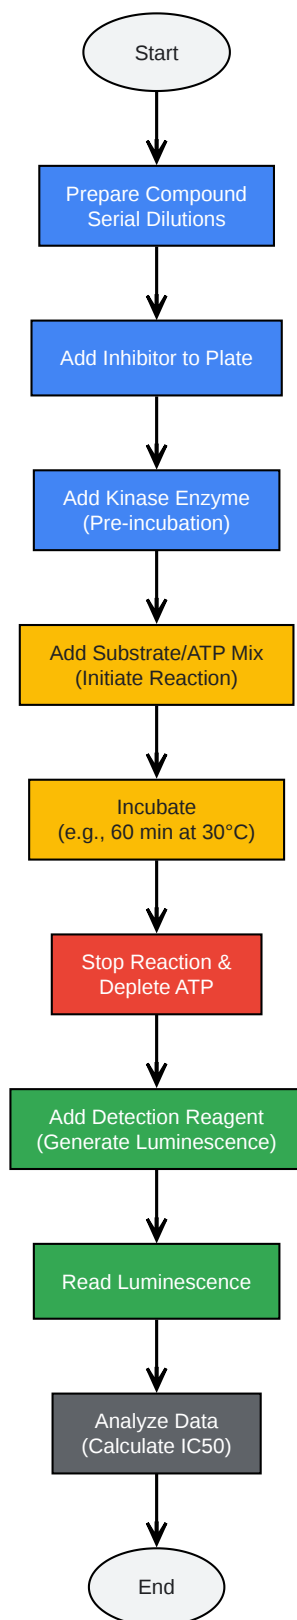 Start
Prepare Compound
Serial Dilutions
Add Inhibitor to Plate
Add Kinase Enzyme
(Pre-incubation)
Add Substrate/ATP Mix
(Initiate Reaction)
Incubate
(e.g., 60 min at 30°C)
Stop Reaction &
Deplete ATP
Add Detection Reagent
(Generate Luminescence)
Read Luminescence
Analyze Data
(Calculate IC50)
End